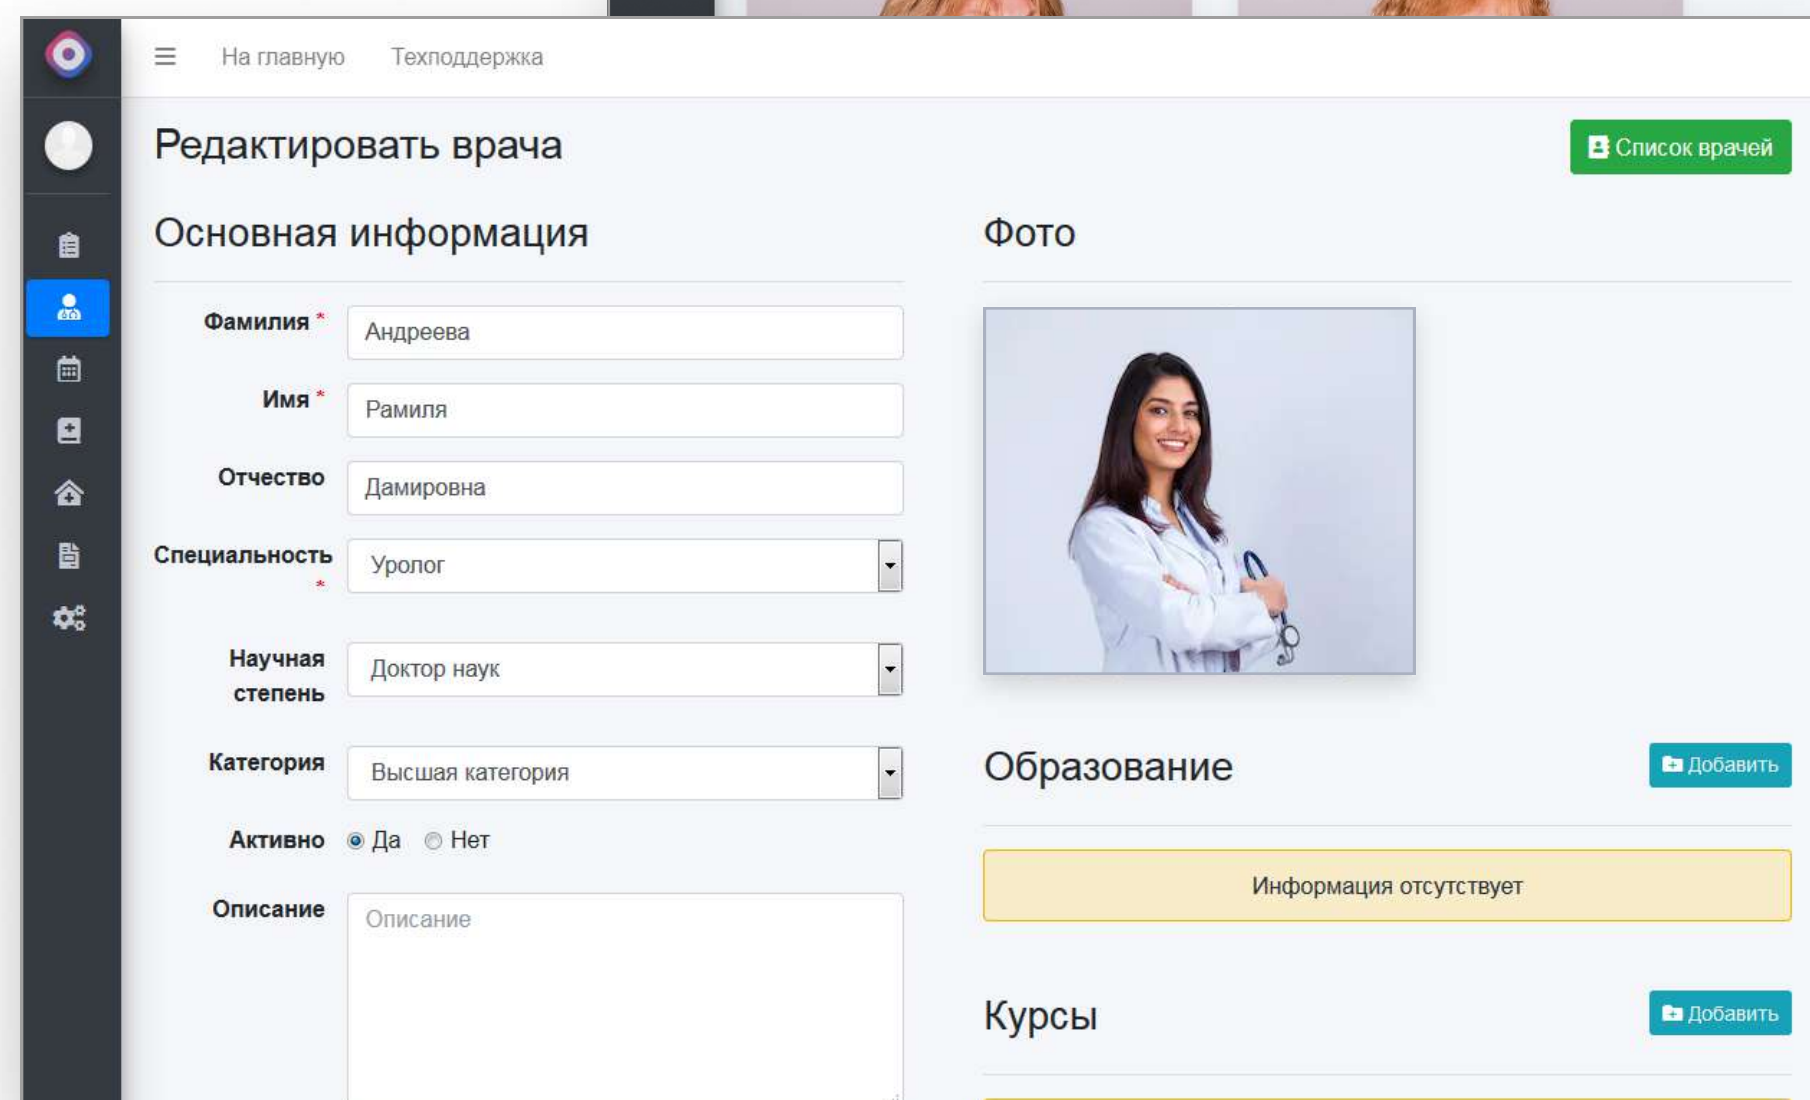 На главную Техподдержка
Редактировать врача
Список врачей
Основная информация
Фамилия *
Андреева
Имя *
Рамиля
Отчество
Дамировна
Специальность
*
Уролог
Научная
степень
Доктор наук
Категория
Высшая категория
Активно
Да Нет
Описание
Описание
Фото
Образование
Добавить
Информация отсутствует
Курсы
Добавить